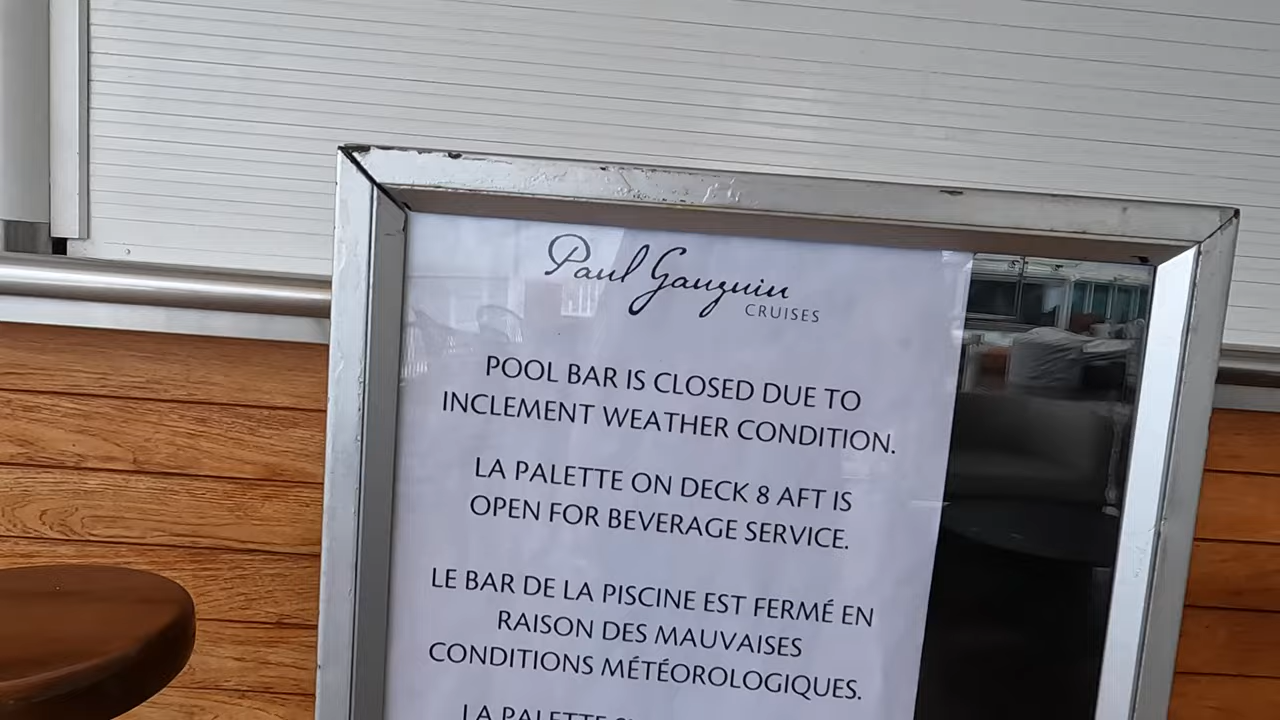 Paul Gauguin
CRUISES
POOL BAR IS CLOSED DUE TO
INCLEMENT WEATHER CONDITION.
LA PALETTE ON DECK 8 AFT IS
OPEN FOR BEVERAGE SERVICE.
LE BAR DE LA PISCINE EST FERMÉ EN
RAISON DES MAUVAISES
CONDITIONS MÉTÉOROLOGIQUES.
LA PALETTE